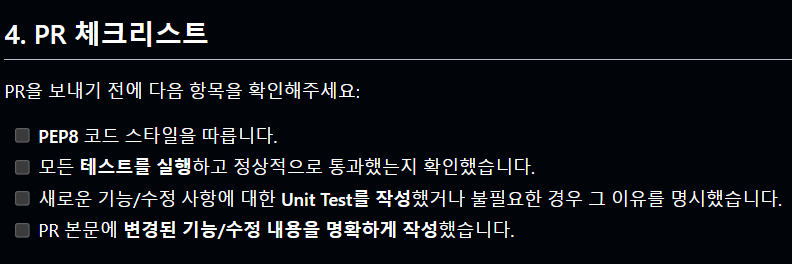 4. PR 체크리스트
PR을 보내기 전에 다음 항목을 확인해주세요:
PEP8 코드 스타일을 따릅니다.
모든 테스트를 실행하고 정상적으로 통과했는지 확인했습니다.
새로운 기능/수정 사항에 대한 Unit Test를 작성했거나 불필요한 경우 그 이유를 명시했습니다.
PR 본문에 변경된 기능/수정 내용을 명확하게 작성했습니다.